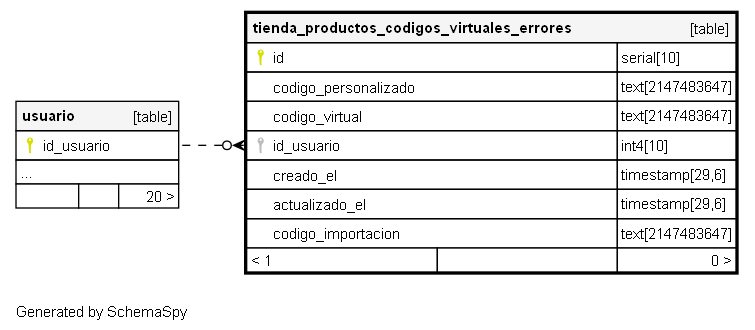 tienda_productos_codigos_virtuales_errores [table]
id serial[10]
codigo_personalizado text[2147483647]
codigo_virtual text[2147483647]
id_usuario int4[10]
creado_el timestamp[29,6]
actualizado_el timestamp[29,6]
codigo_importacion text[2147483647]
< 1 0 >
usuario [table]
id_usuario
...
20 >
Generated by SchemaSpy